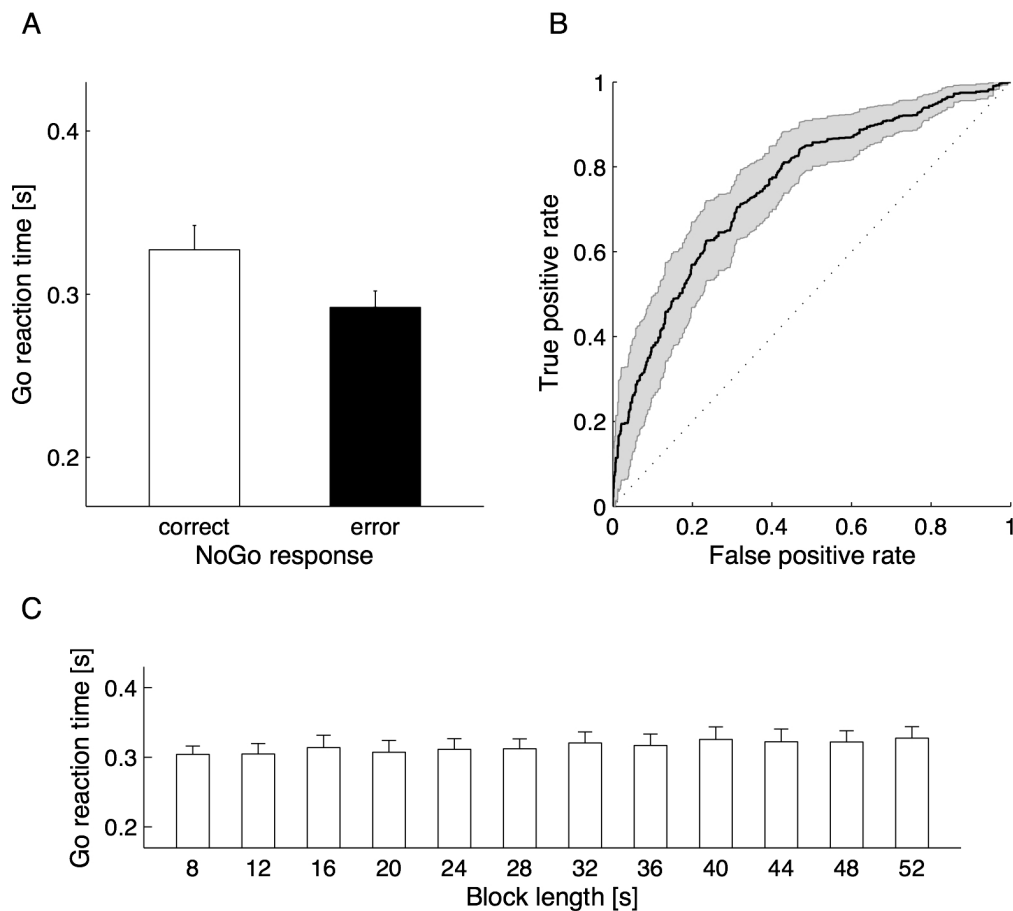 A
Go reaction time [s]
0.4
0.3
0.2
correct error
NoGo response
B
True positive rate
1
0.8
0.6
0.4
0.2
0
0 0.2 0.4 0.6 0.8 1
False positive rate
C
Go reaction time [s]
0.4
0.3
0.2
8 12 16 20 24 28 32 36 40 44 48 52
Block length [s]